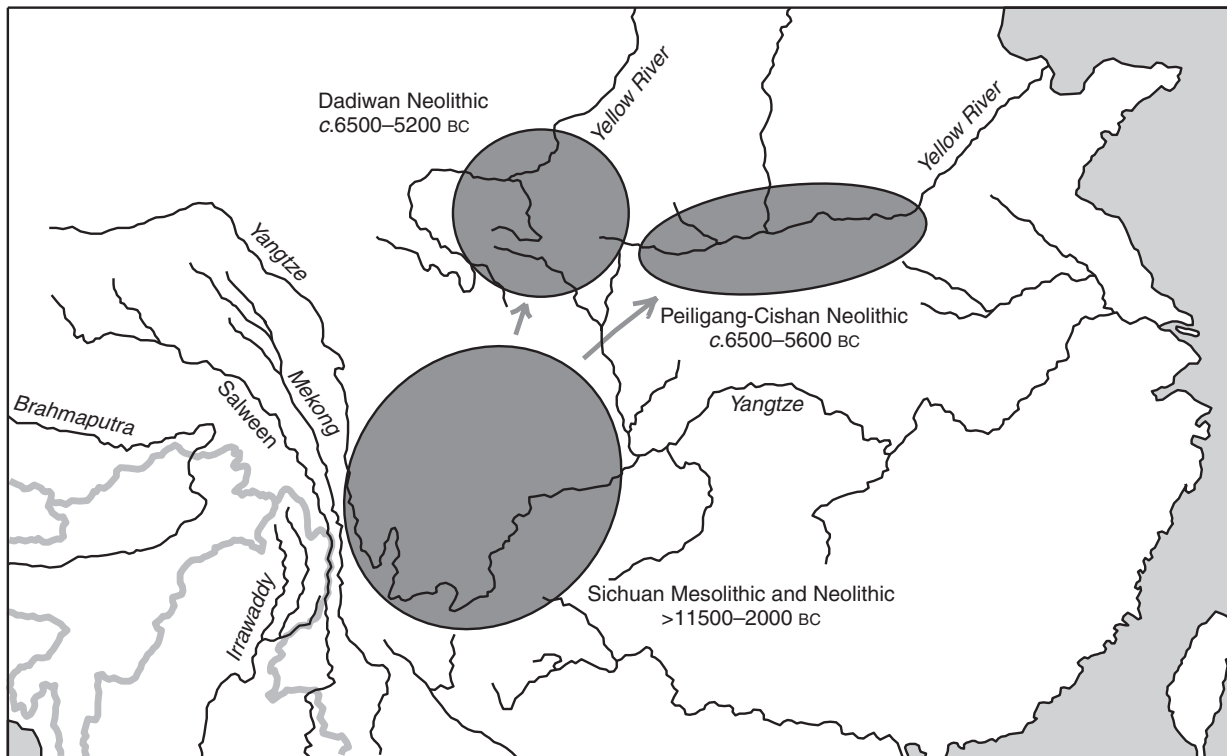 Dadiwan Neolithic
c.6500–5200 BC
Yellow River
Yellow River
Yangtze
Peiligang-Cishan Neolithic
c.6500–5600 BC
Mekong
Salween
Brahmaputra
Yangtze
Irrawaddy
Sichuan Mesolithic and Neolithic
>11500–2000 BC